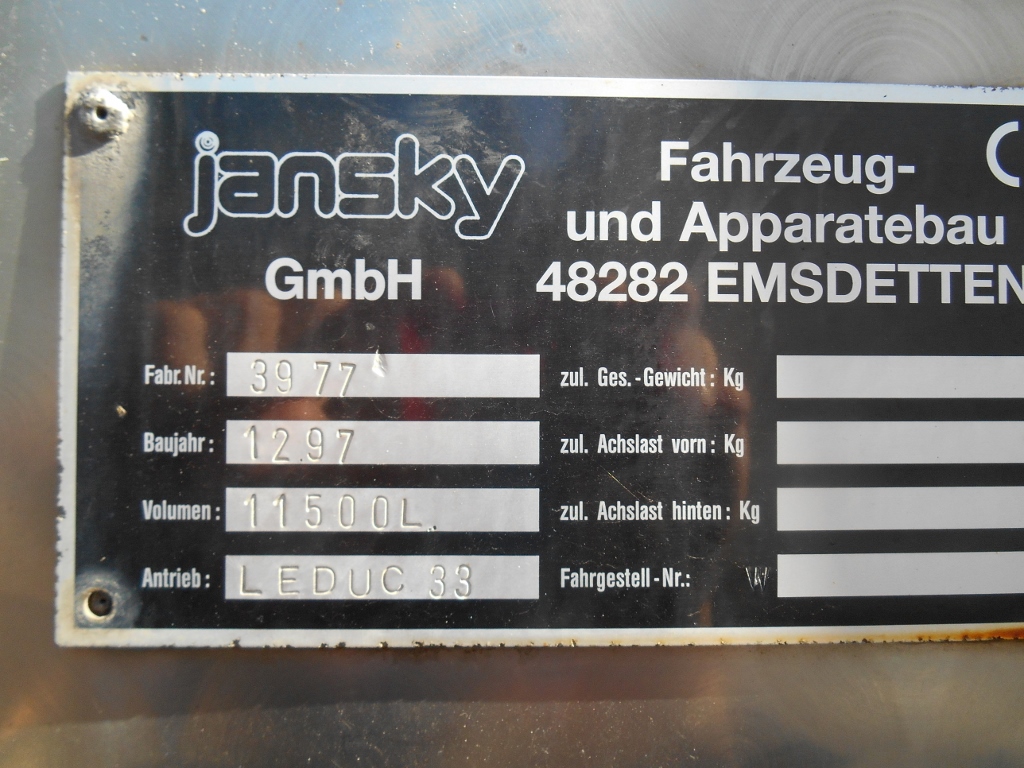 jansky
GmbH
Fahrzeug-
und Apparatebau
48282 EMSDETTEN
C
Fabr.Nr.: 3977
Baujahr: 12.97
Volumen: 11500L
Antrieb: LEDUC 33
zul. Ges.-Gewicht: Kg
zul. Achslast vorn: Kg
zul. Achslast hinten: Kg
Fahrgestell-Nr.: W